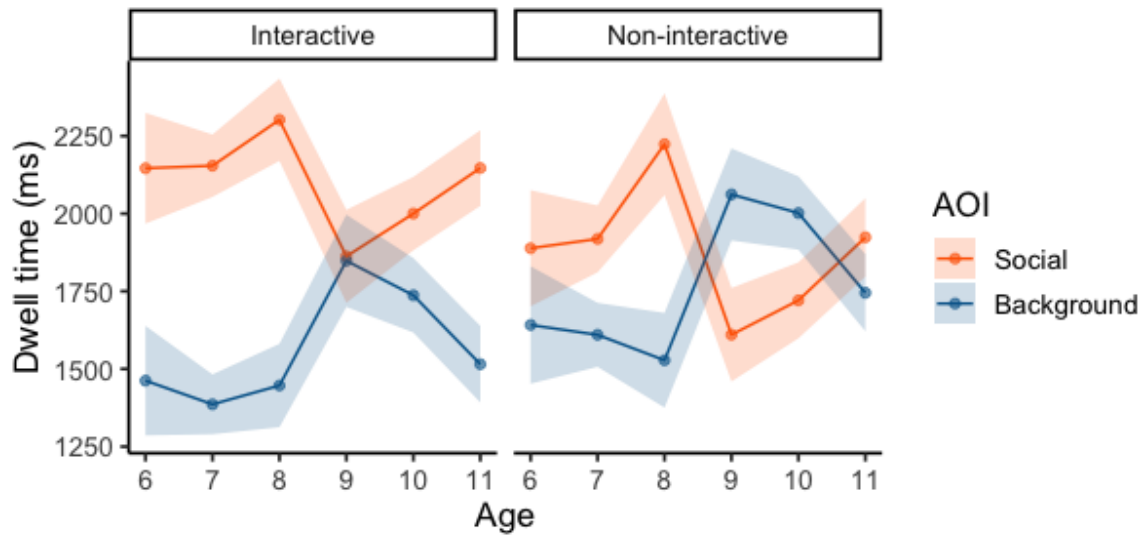 Interactive
Non-interactive
Dwell time (ms)
2250
2000
1750
1500
1250
6 7 8 9 10 11
6 7 8 9 10 11
Age
AOI
Social
Background